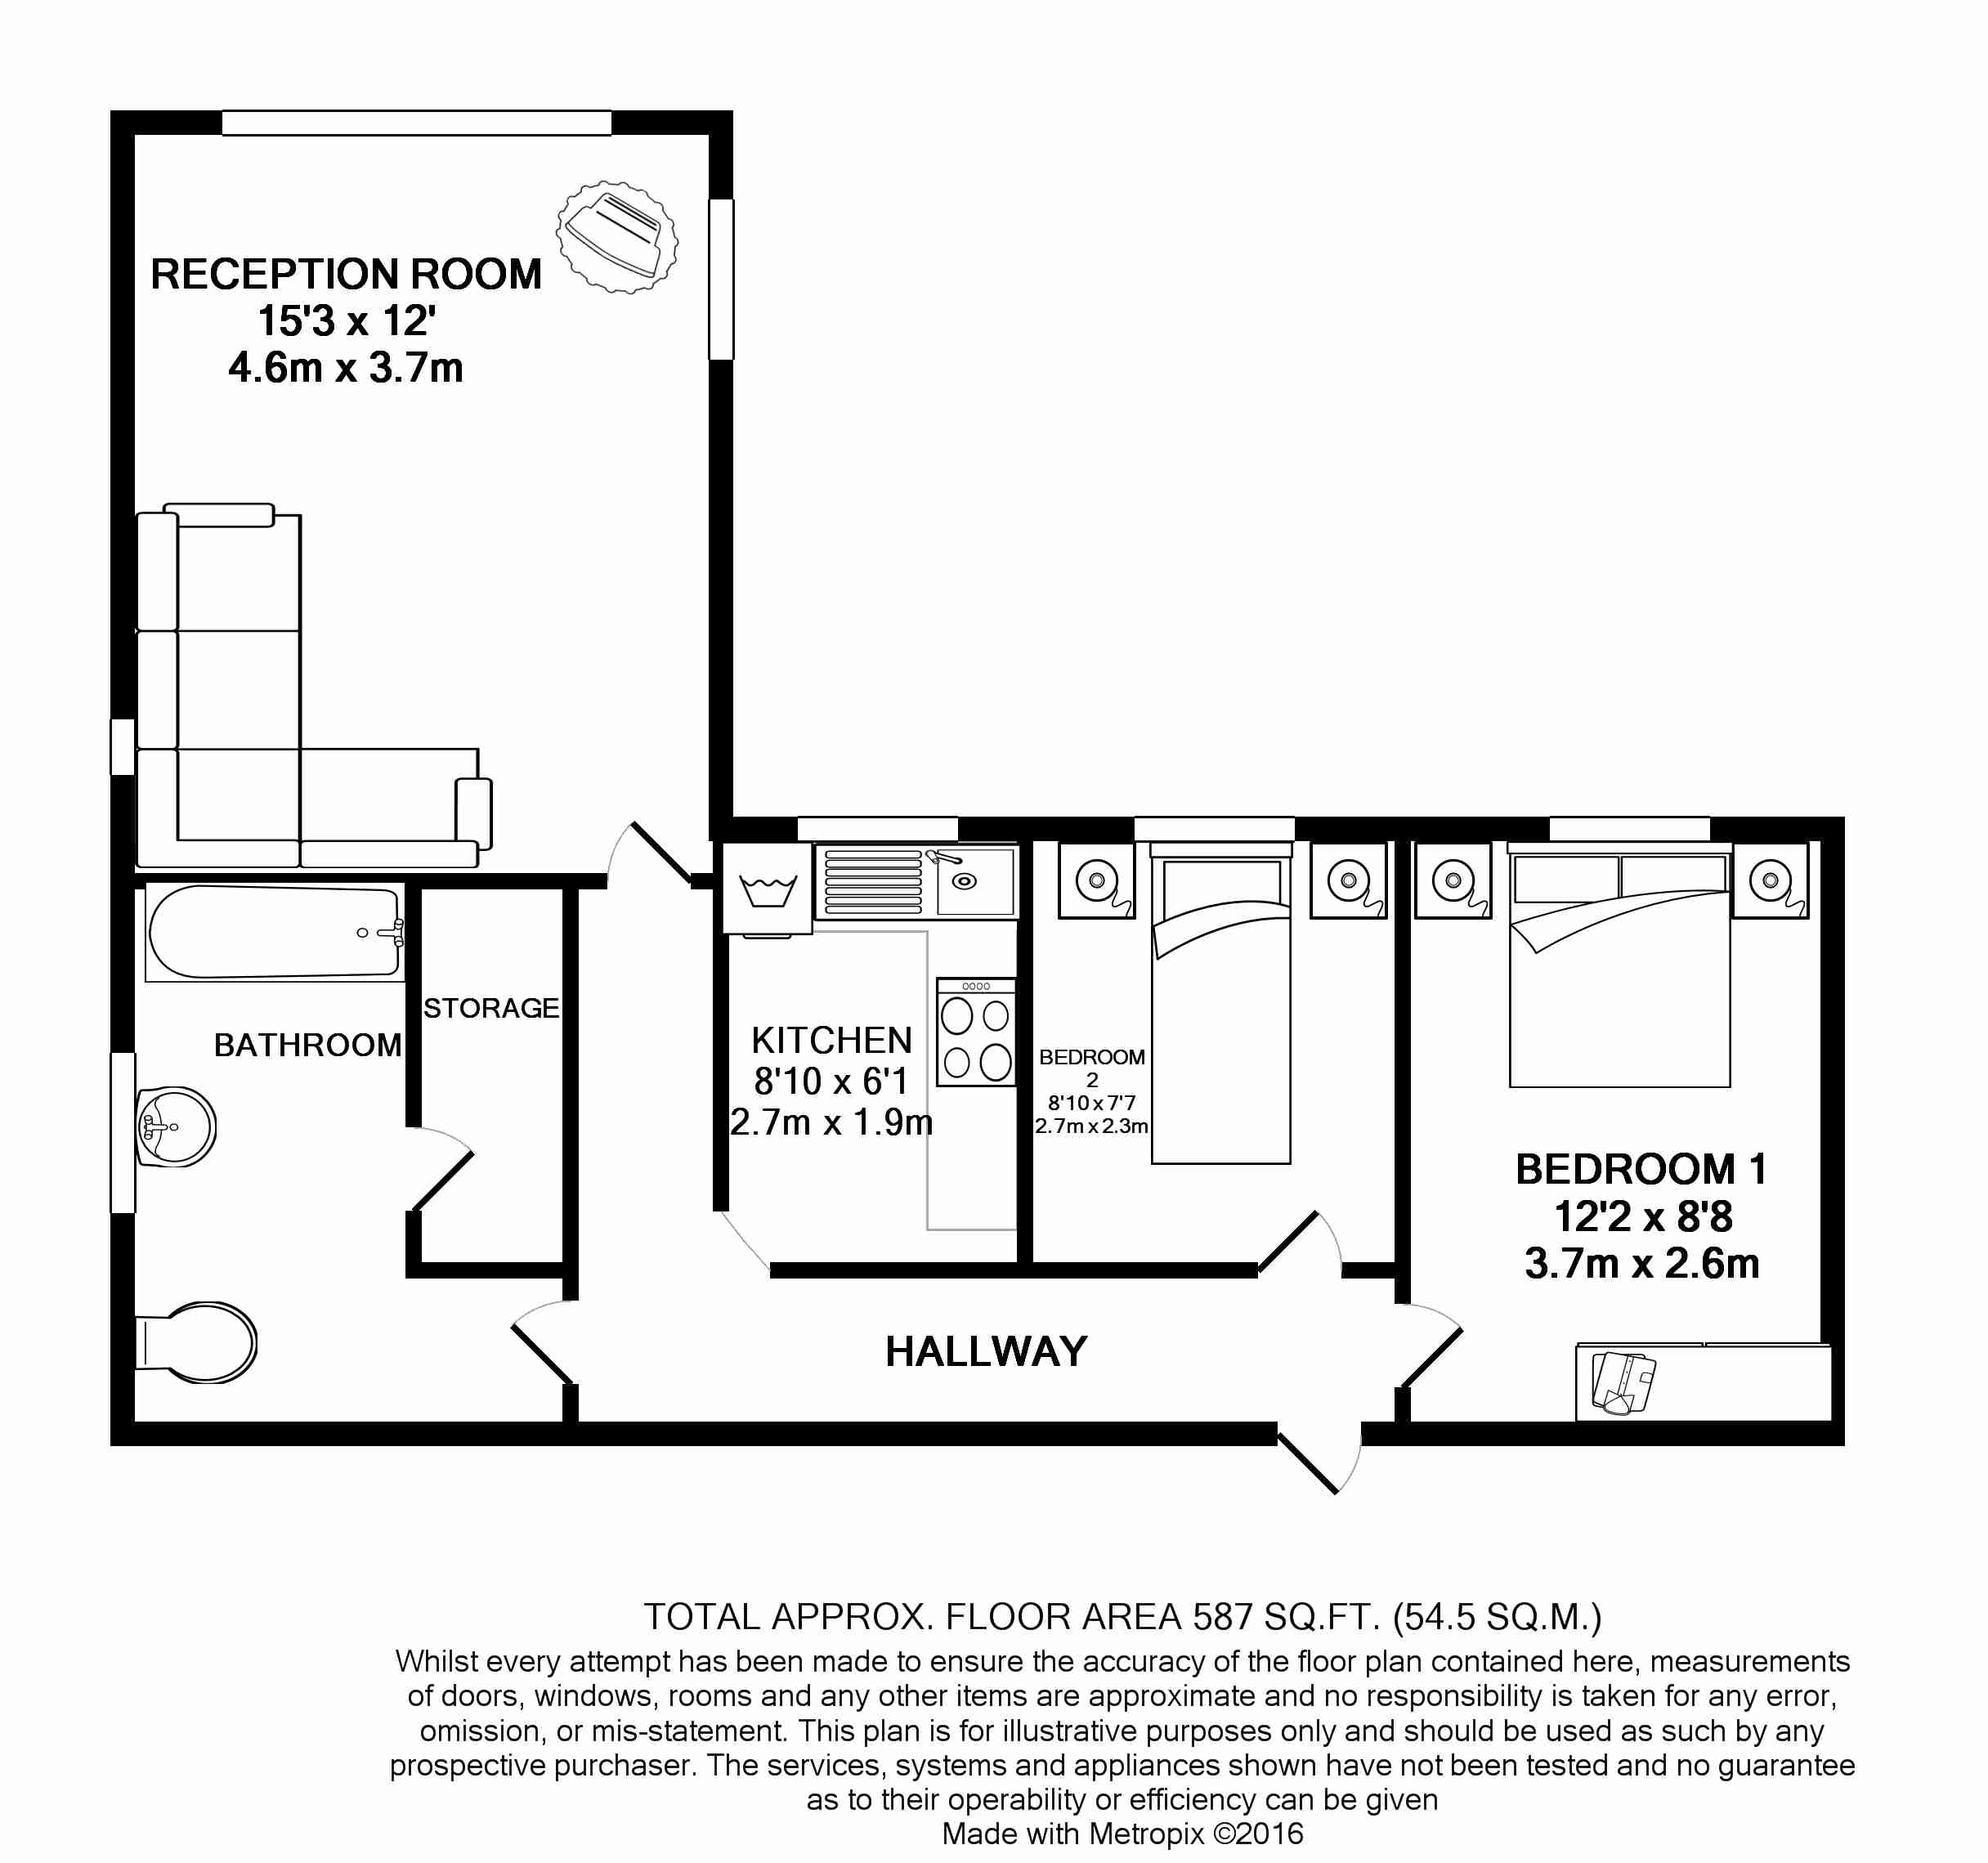 RECEPTION ROOM
15'3 x 12'
4.6m x 3.7m
BATHROOM
STORAGE
KITCHEN
8'10 x 6'1
2.7m x 1.9m
BEDROOM
2
8'10 x 7'7
2.7m x 2.3m
BEDROOM 1
12'2 x 8'8
3.7m x 2.6m
HALLWAY
TOTAL APPROX. FLOOR AREA 587 SQ.FT. (54.5 SQ.M.)
Whilst every attempt has been made to ensure the accuracy of the floor plan contained here, measurements
of doors, windows, rooms and any other items are approximate and no responsibility is taken for any error,
omission, or mis-statement. This plan is for illustrative purposes only and should be used as such by any
prospective purchaser. The services, systems and appliances shown have not been tested and no guarantee
as to their operability or efficiency can be given
Made with Metropix ©2016